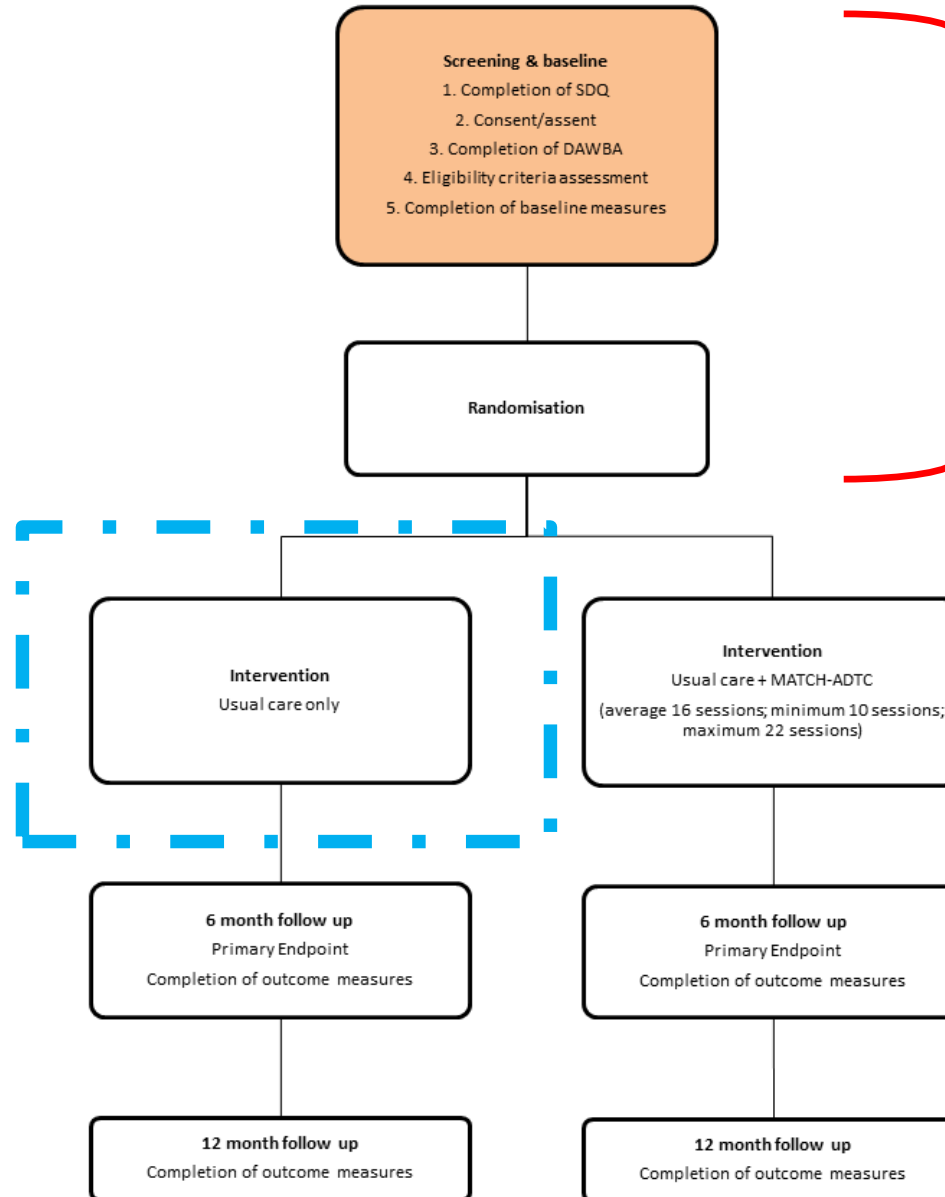 Screening & baseline
1. Completion of SDQ
2. Consent/assent
3. Completion of DAWBA
4. Eligibility criteria assessment
5. Completion of baseline measures
Randomisation
Intervention
Usual care only
Intervention
Usual care + MATCH-ADTC
(average 16 sessions; minimum 10 sessions;
maximum 22 sessions)
6 month follow up
Primary Endpoint
Completion of outcome measures
6 month follow up
Primary Endpoint
Completion of outcome measures
12 month follow up
Completion of outcome measures
12 month follow up
Completion of outcome measures